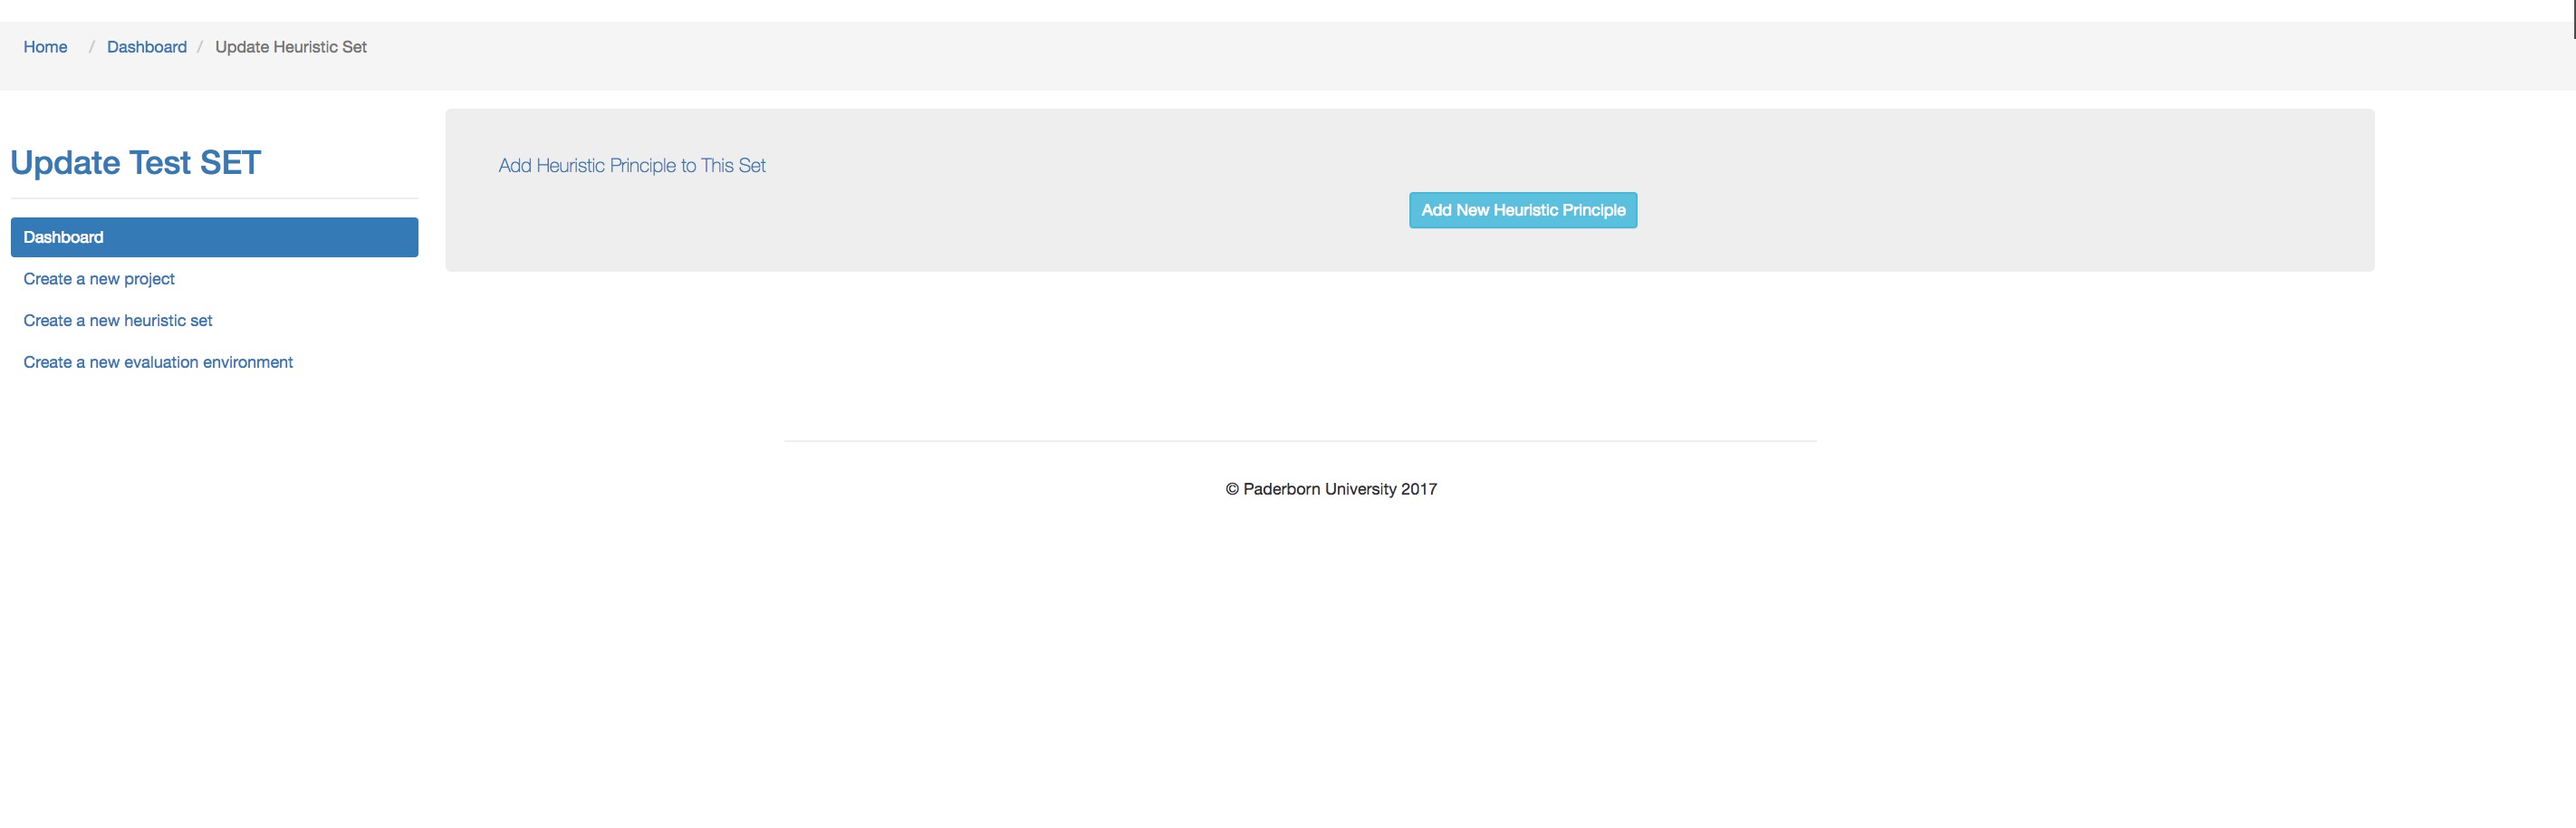 Home / Dashboard / Update Heuristic Set
Update Test SET
Dashboard
Create a new project
Create a new heuristic set
Create a new evaluation environment
Add Heuristic Principle to This Set
Add New Heuristic Principle
© Paderborn University 2017